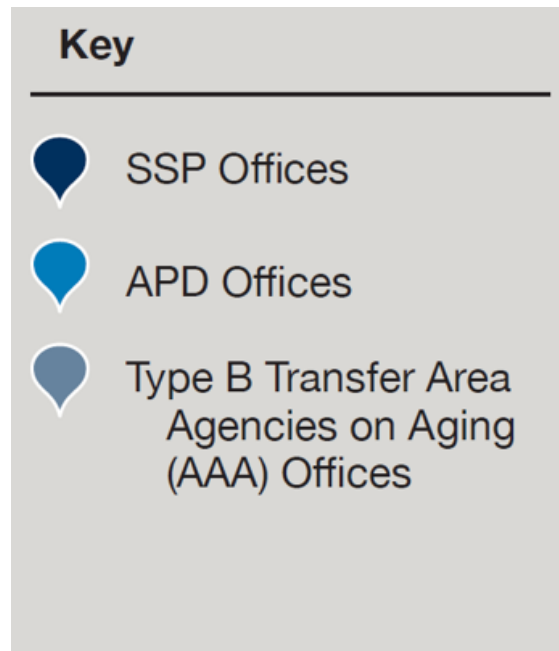 Key
SSP Offices
APD Offices
Type B Transfer Area
Agencies on Aging
(AAA) Offices